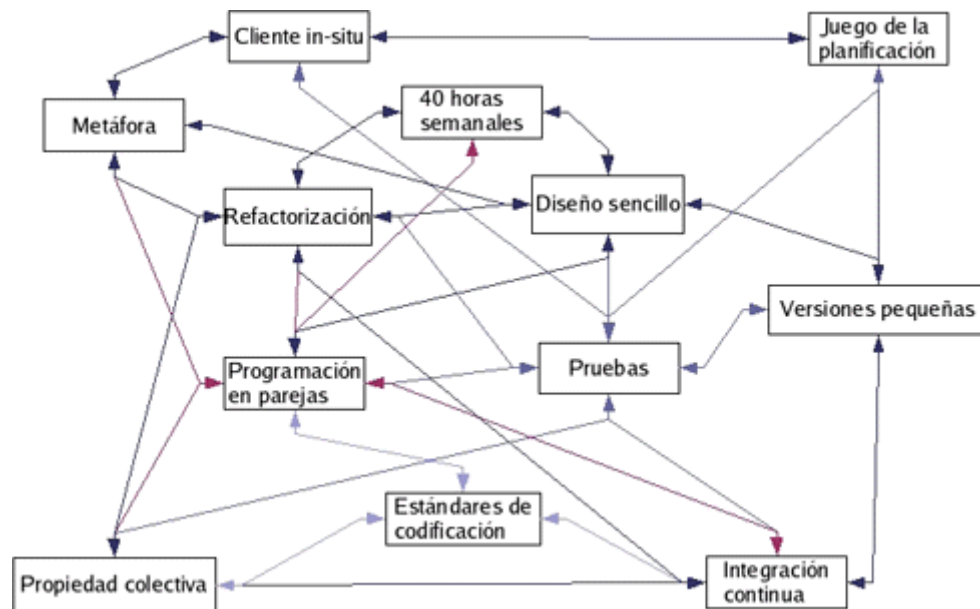 Cliente in-situ
Juego de la
planificación
40 horas
semanales
Metáfora
Diseño sencillo
Refactorización
Versiones pequeñas
Programación
en parejas
Pruebas
Estándares de
codificación
Propiedad colectiva
Integración
continua